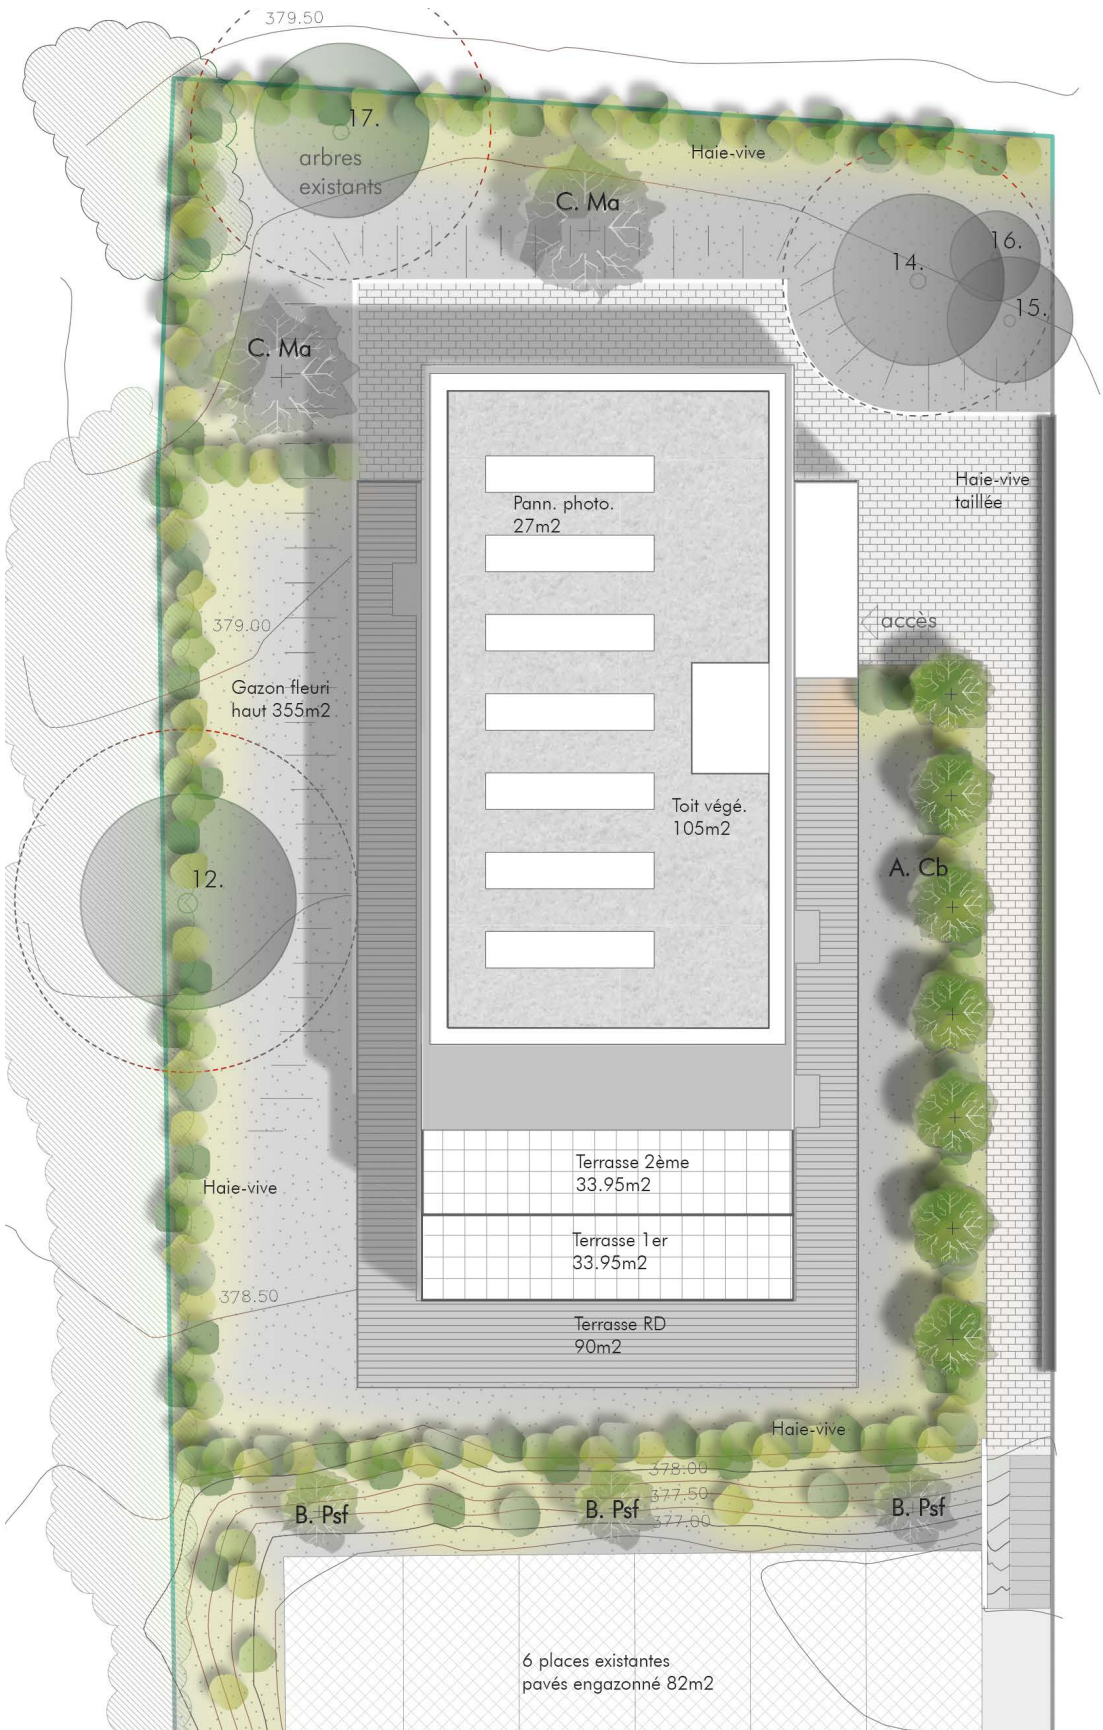 379.50
17.
arbres
existants
Haie-vive
C. Ma
16.
14.
15.
C. Ma
Haie-vive
taillée
Pann. photo.
27m2
accès
379.00
Gazon fleuri
haut 355m2
Toit végé.
105m2
A. Cb
12.
Terrasse 2ème
33.95m2
Haie-vive
Terrasse 1er
33.95m2
378.50
Terrasse RD
90m2
Haie-vive
378.00
377.50
B. Psf
B. Psf
B. Psf
377.00
6 places existantes
pavés engazonné 82m2